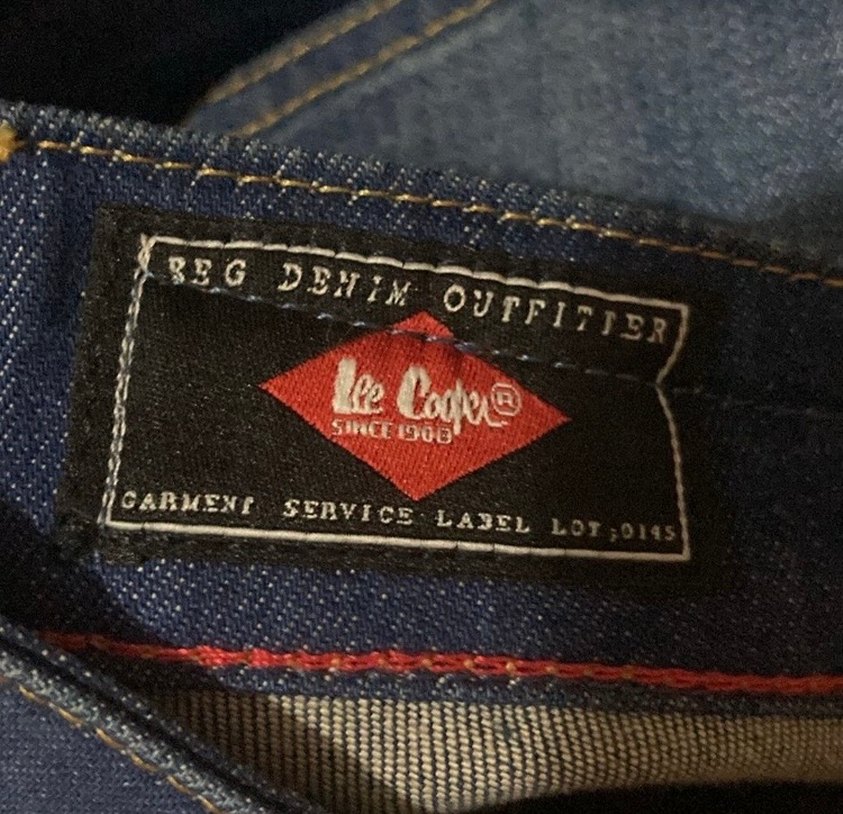 REG DENIM OUTFITTER
Lee Cooper®
SINCE 1908
GARMENT SERVICE LABEL LOT;0145